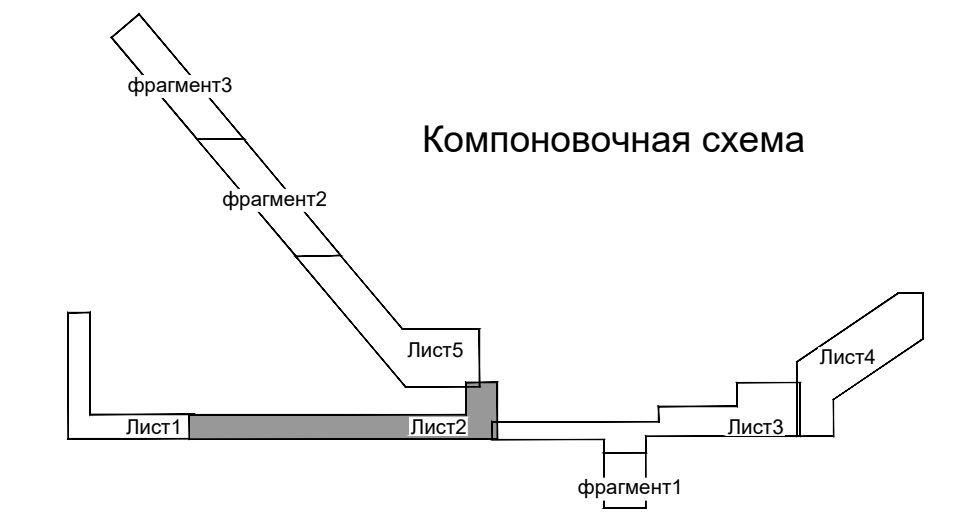 фрагмент3
Компоновочная схема
фрагмент2
Лист5
Лист4
Лист1
Лист2
Лист3
фрагмент1